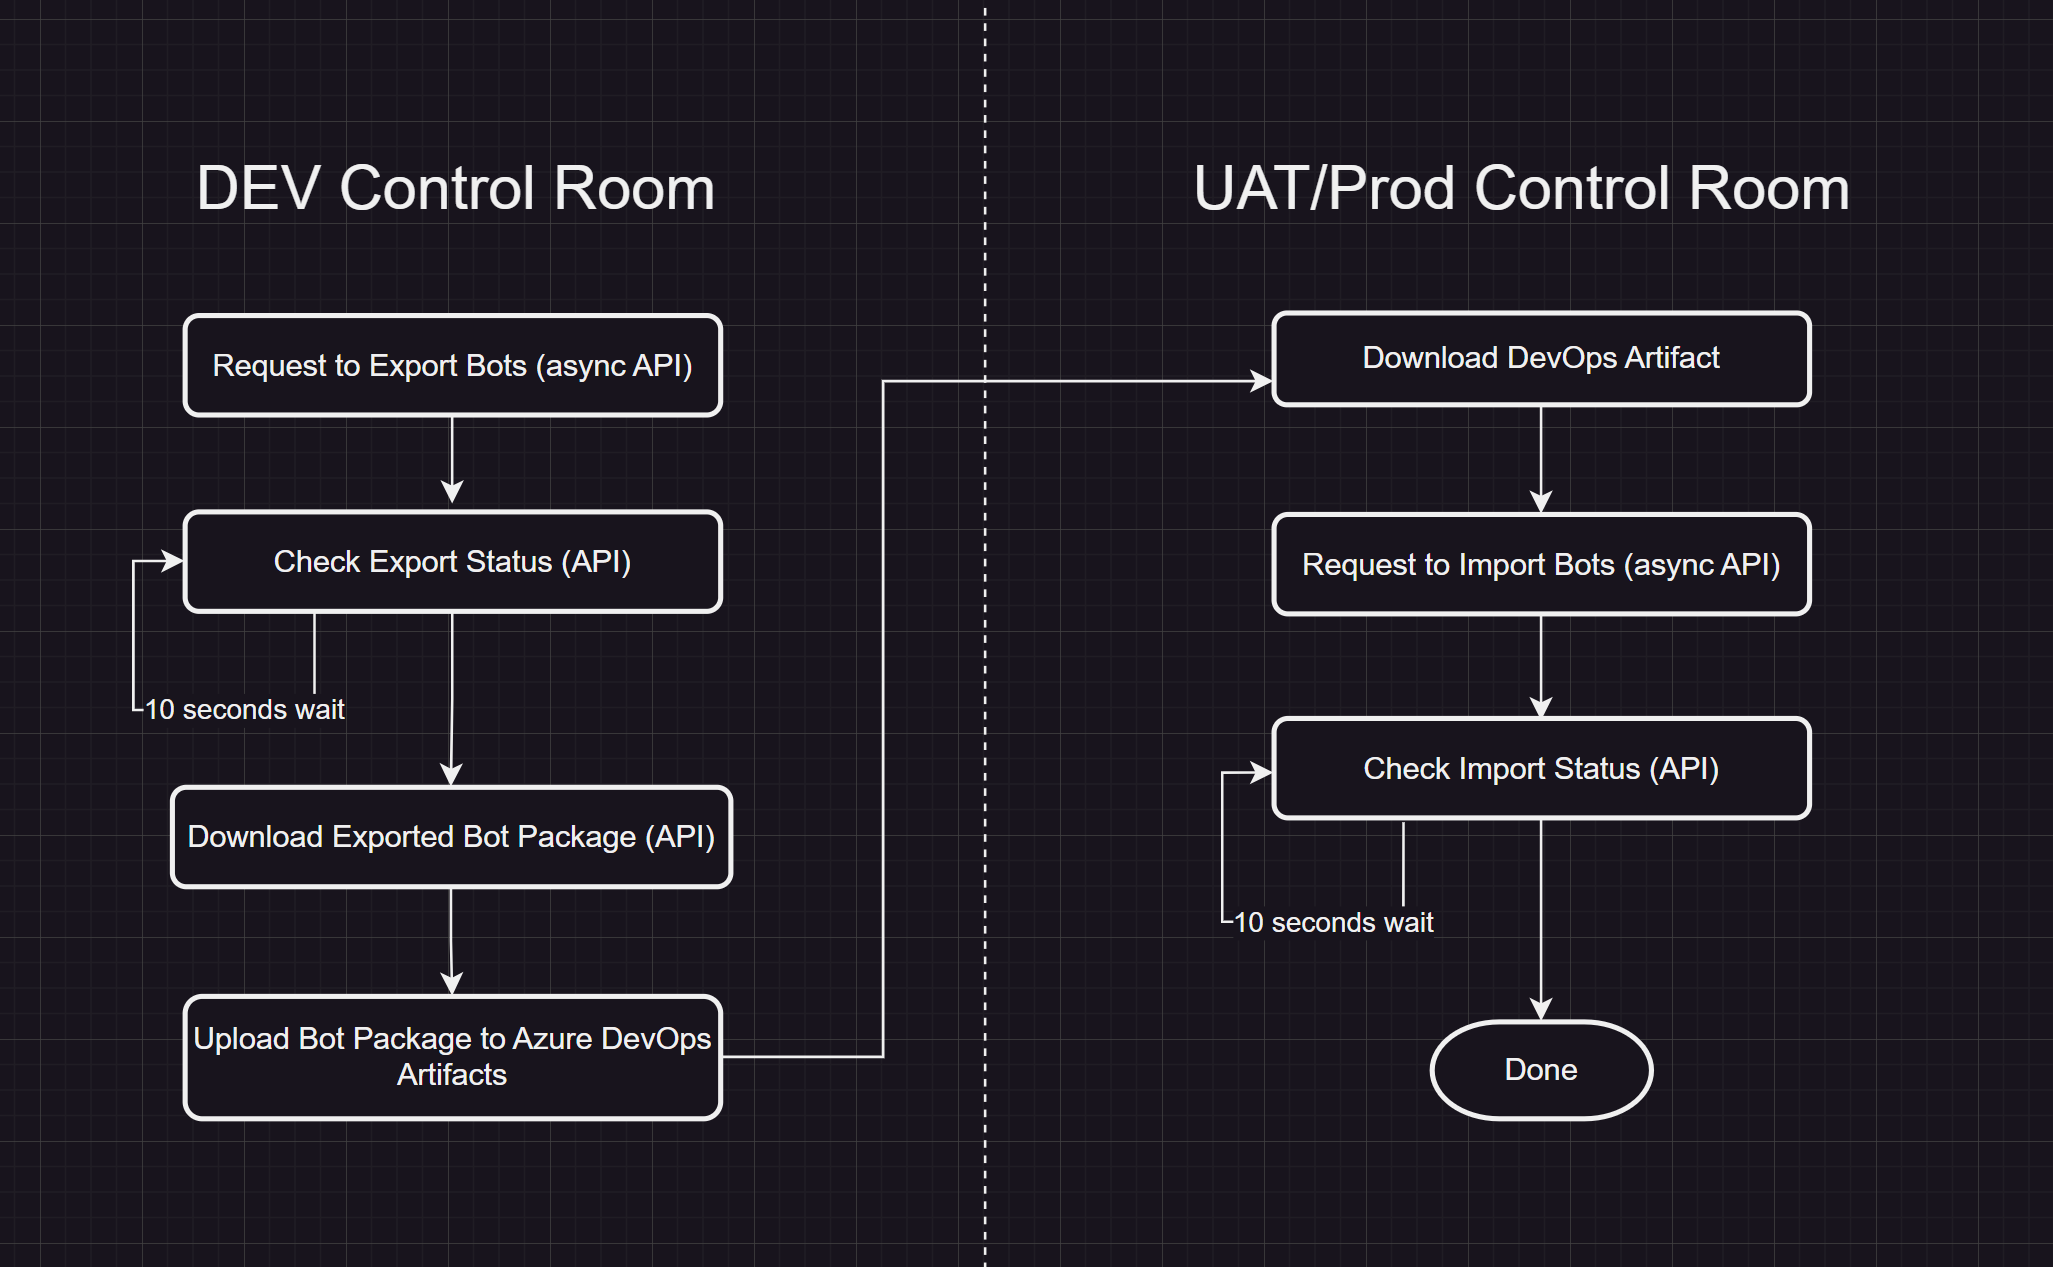 DEV Control Room
Request to Export Bots (async API)
Check Export Status (API)
10 seconds wait
Download Exported Bot Package (API)
Upload Bot Package to Azure DevOps
Artifacts
UAT/Prod Control Room
Download DevOps Artifact
Request to Import Bots (async API)
Check Import Status (API)
10 seconds wait
Done